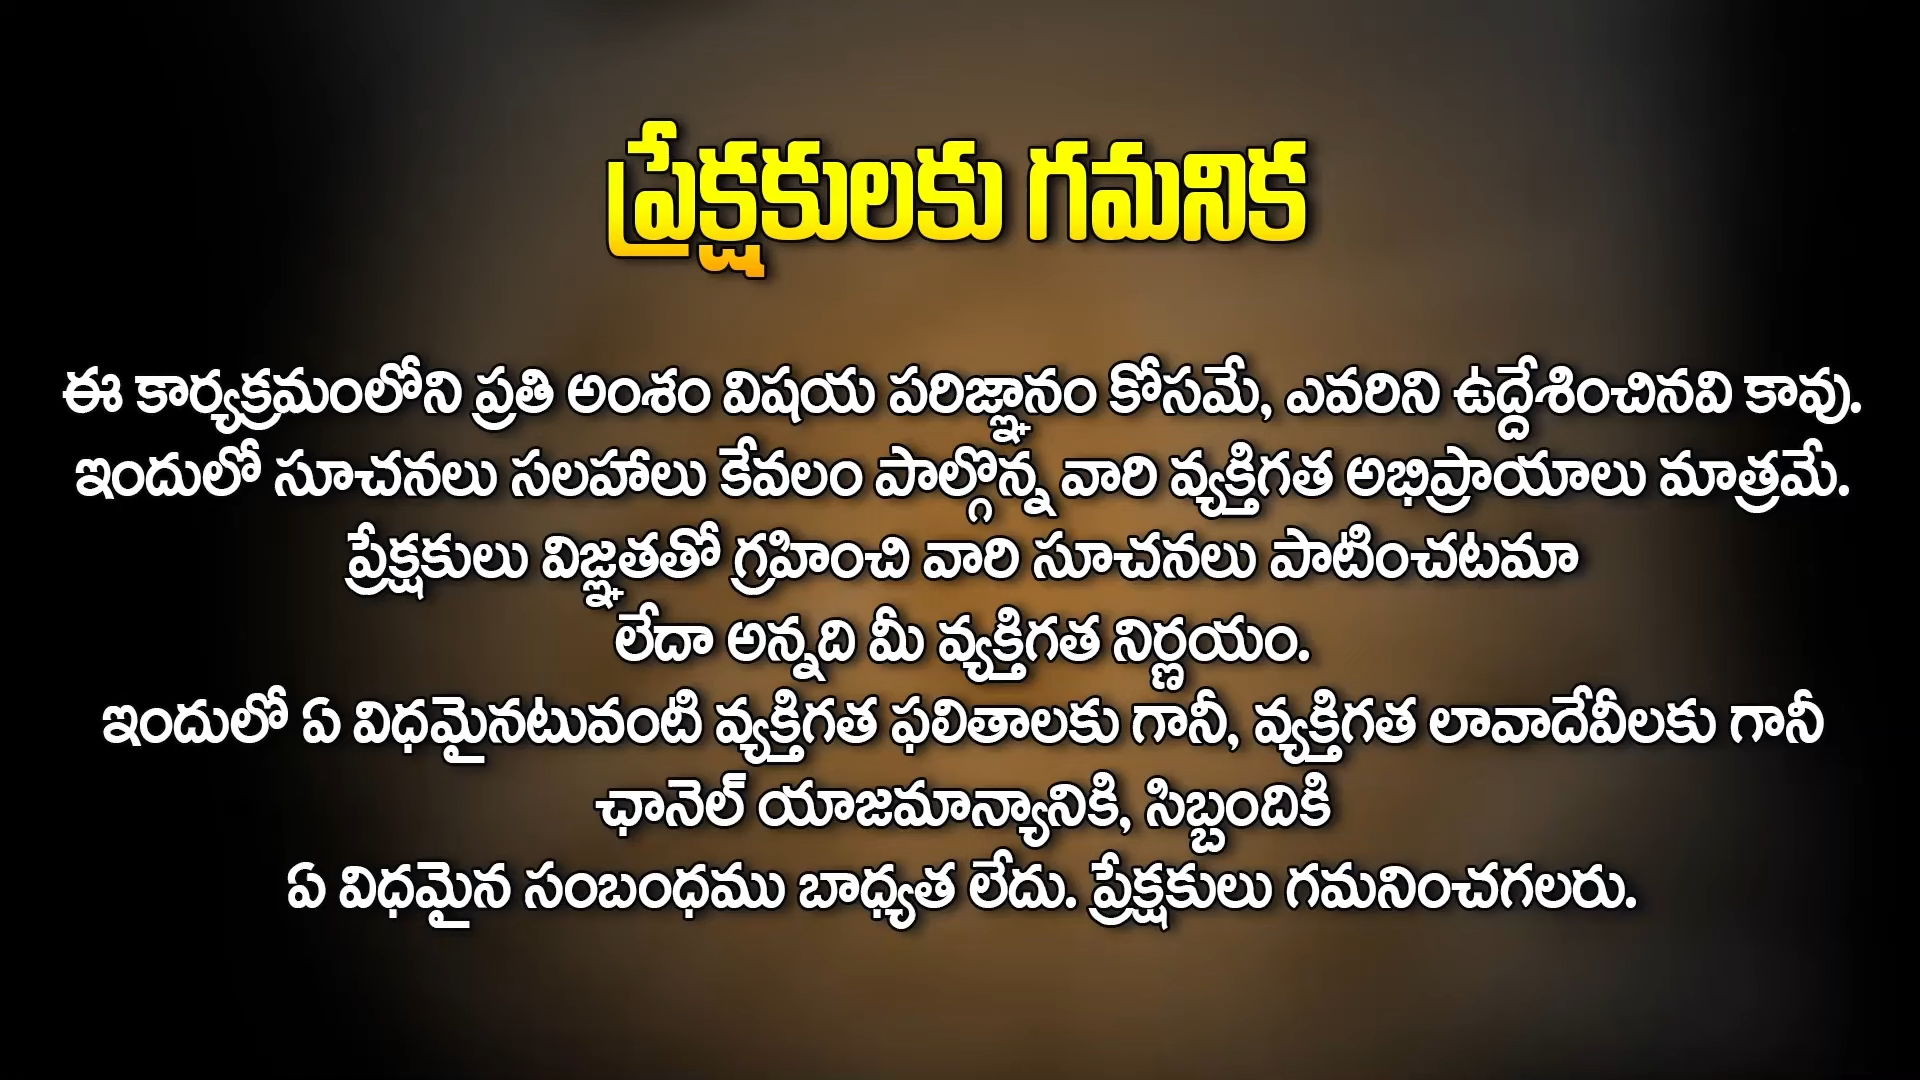 ప్రేక్షకులకు గమనిక
ఈ కార్యక్రమంలోని ప్రతి అంశం విషయ పరిజ్ఞానం కోసమే, ఎవరిని ఉద్దేశించినవి కావు.
ఇందులో సూచనలు సలహాలు కేవలం పాల్గొన్న వారి వ్యక్తిగత అభిప్రాయాలు మాత్రమే.
ప్రేక్షకులు విజ్ఞతతో గ్రహించి వారి సూచనలు పాటించటమా
లేదా అన్నది మీ వ్యక్తిగత నిర్ణయం.
ఇందులో ఏ విధమైనటువంటి వ్యక్తిగత ఫలితాలకు గానీ, వ్యక్తిగత లావాదేవీలకు గానీ
ఛానెల్ యాజమాన్యానికి, సిబ్బందికి
ఏ విధమైన సంబంధము బాధ్యత లేదు. ప్రేక్షకులు గమనించగలరు.